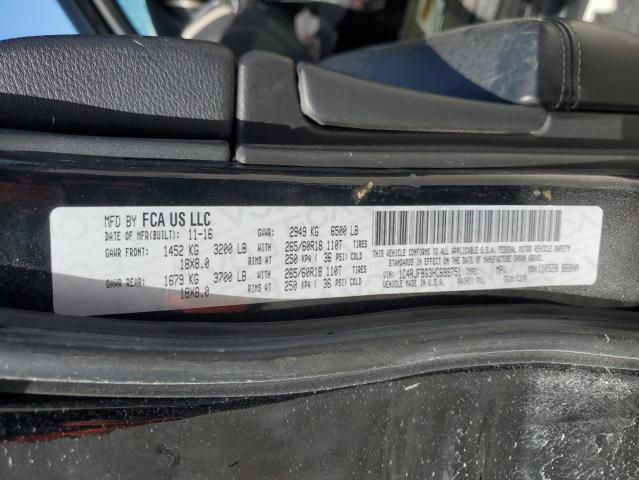 MFD BY FCA US LLC
DATE OF MFR(BUILT): 11-16 GVWR: 2949 KG 6500 LB
GAWR FRONT: 1452 KG 3200 LB WITH 265/60R18 110T TIRES
18X8.0 RIMS AT 250 KPA ( 36 PSI) COLD
GAWR REAR: 1679 KG 3700 LB WITH 265/60R18 110T TIRES
18X8.0 RIMS AT 250 KPA ( 36 PSI) COLD
THIS VEHICLE CONFORMS TO ALL APPLICABLE U.S.A. FEDERAL MOTOR VEHICLE SAFETY
STANDARDS IN EFFECT ON THE DATE OF MANUFACTURE SHOWN ABOVE.
VIN: TYPE: MPV
VEHICLE MADE IN U.S.A. PAINT: